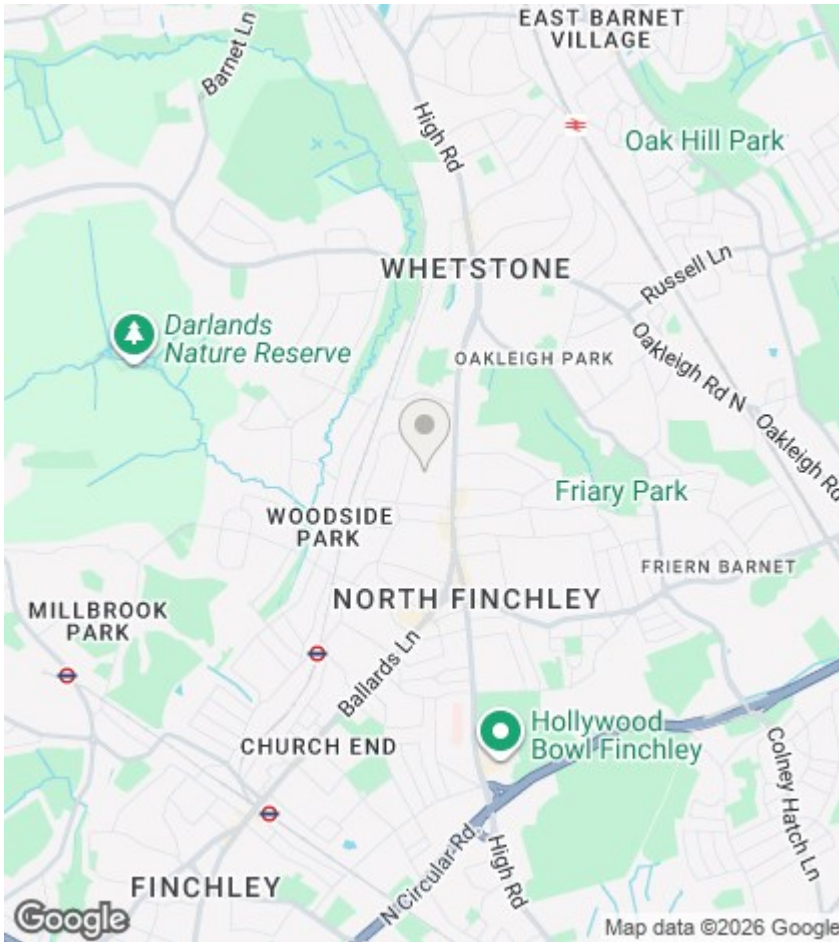 EAST BARNET
VILLAGE
Barnet Ln
High Rd
Oak Hill Park
WHETSTONE
Russell Ln
Darlands
Nature Reserve
OAKLEIGH PARK
Oakleigh Rd N
Oakleigh Rd
Friary Park
WOODSIDE
PARK
FRIERN BARNET
MILLBROOK
PARK
NORTH FINCHLEY
Ballards Ln
Hollywood
Bowl Finchley
CHURCH END
Colney Hatch Ln
N Circular Rd
High Rd
FINCHLEY
Google
Map data ©2026 Google